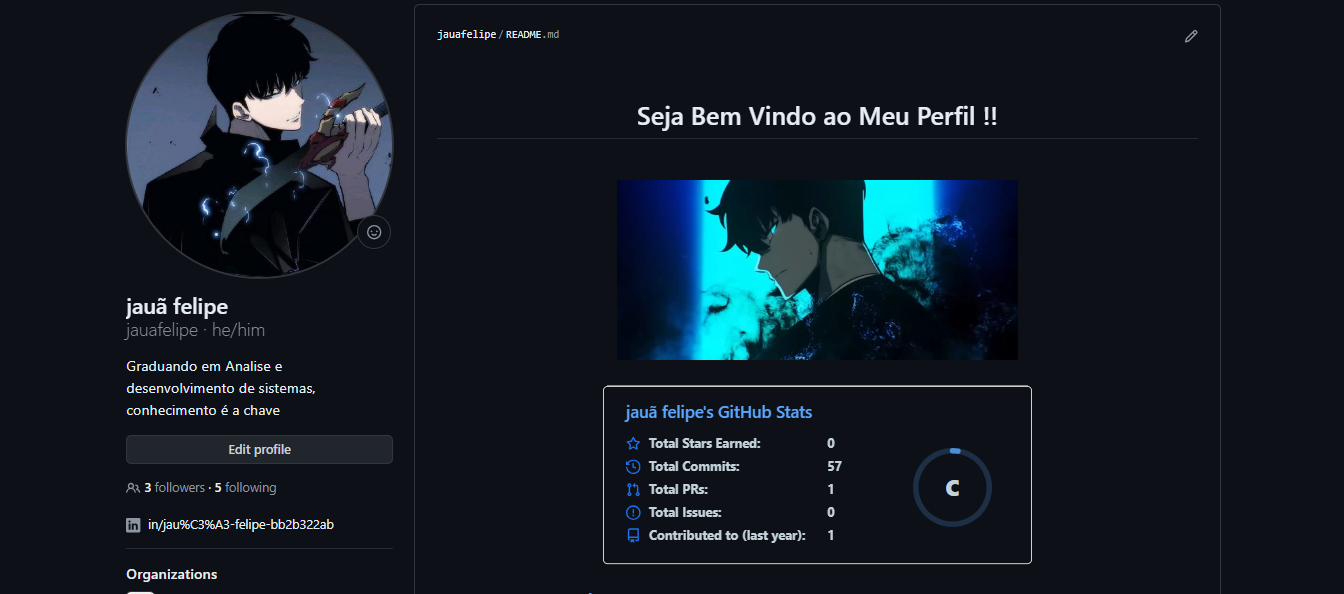 jauã felipe
jauafelipe · he/him
Graduando em Analise e
desenvolvimento de sistemas,
conhecimento é a chave
Edit profile
3 followers · 5 following
in/jau%C3%A3-felipe-bb2b322ab
Organizations
jauafelipe/README.md
Seja Bem Vindo ao Meu Perfil !!
jauã felipe's GitHub Stats
Total Stars Earned: 0
Total Commits: 57
Total PRs: 1
Total Issues: 0
Contributed to (last year): 1
C